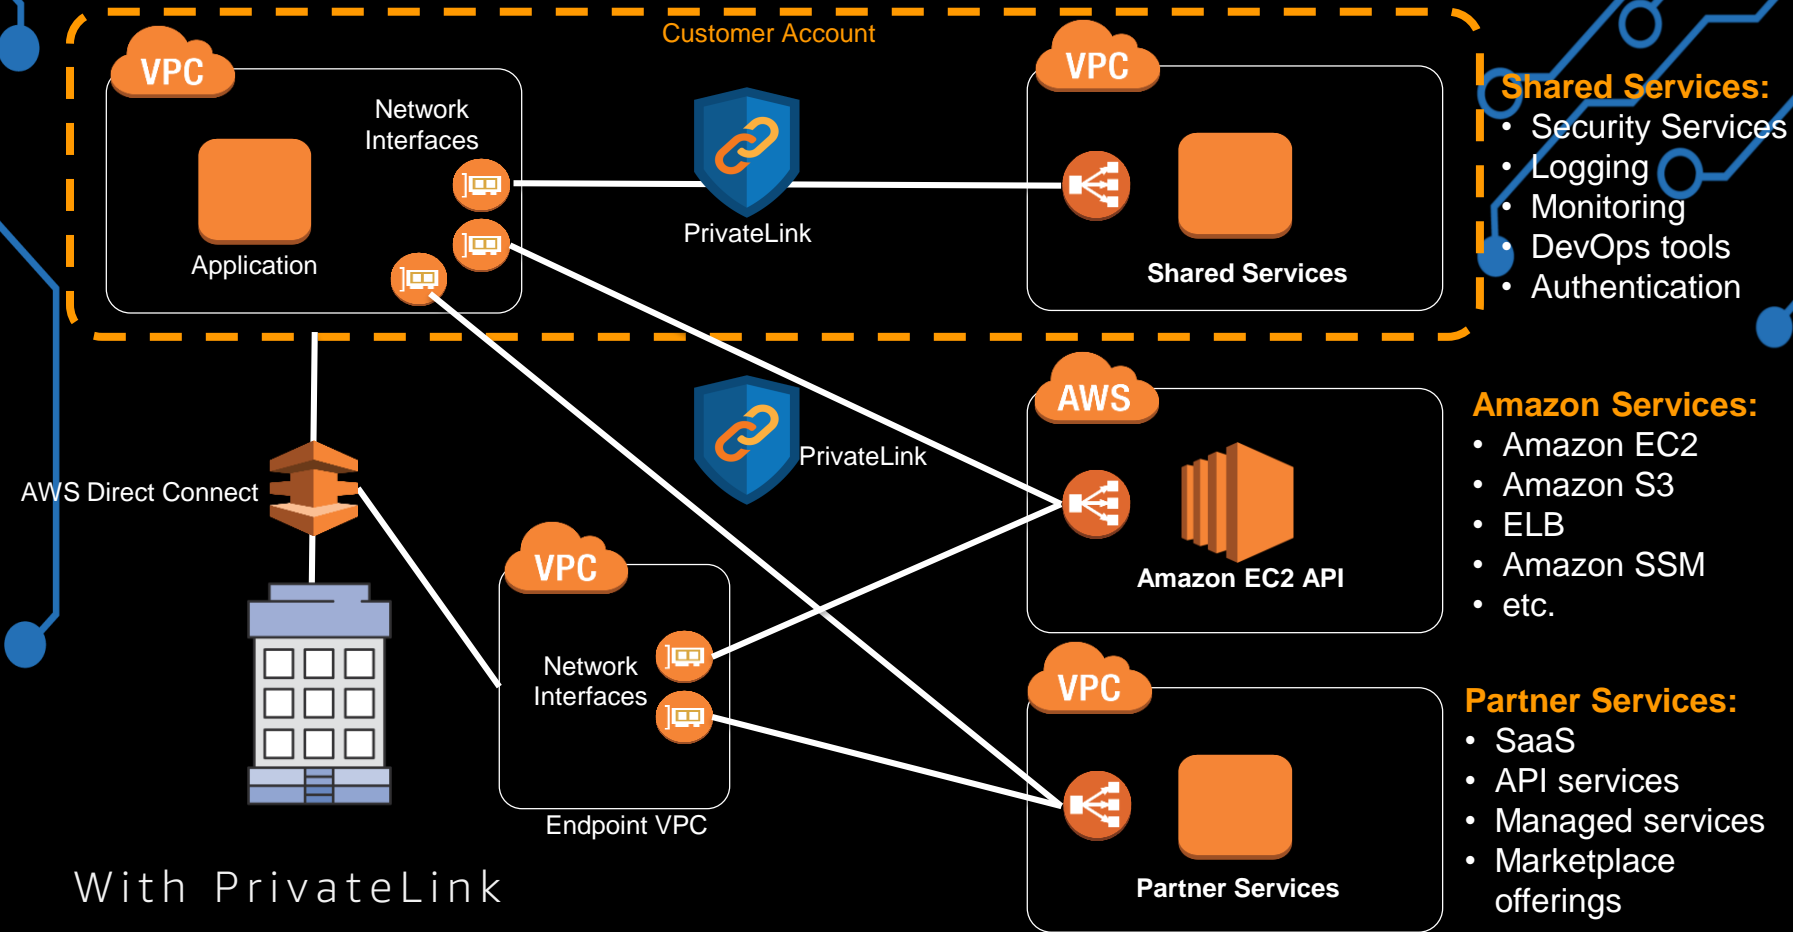 Customer Account
VPC
Network
Interfaces
Application
PrivateLink
VPC
Shared Services
Shared Services:
• Security Services
• Logging
• Monitoring
• DevOps tools
• Authentication
AWS Direct Connect
PrivateLink
AWS
Amazon EC2 API
Amazon Services:
• Amazon EC2
• Amazon S3
• ELB
• Amazon SSM
• etc.
VPC
Network
Interfaces
Endpoint VPC
VPC
Partner Services
Partner Services:
• SaaS
• API services
• Managed services
• Marketplace
offerings
With PrivateLink